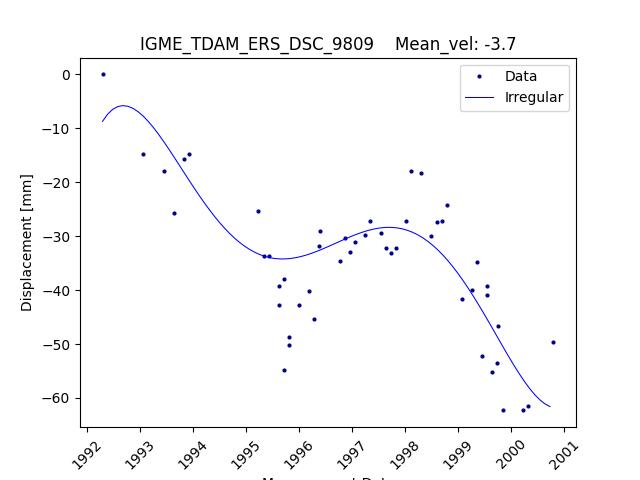 IGME_TDAM_ERS_DSC_9809    Mean_vel: -3.7
Data
Irregular
0
−10
−20
−30
−40
−50
−60
Displacement [mm]
1992 1993 1994 1995 1996 1997 1998 1999 2000 2001